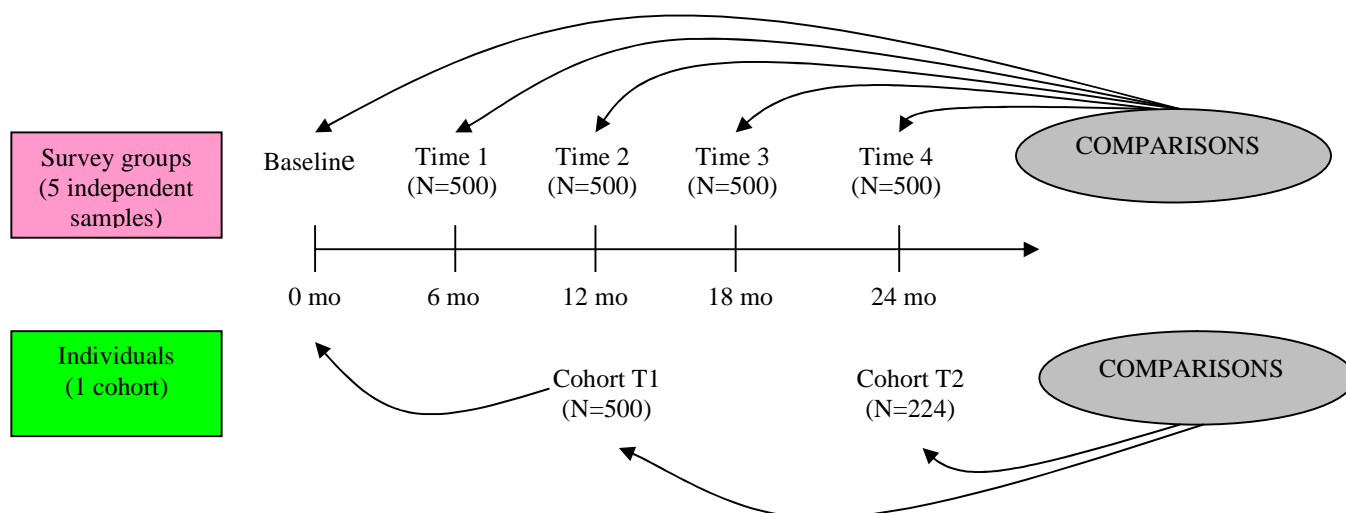 Survey groups
(5 independent
samples)
Baseline
Time 1
(N=500)
Time 2
(N=500)
Time 3
(N=500)
Time 4
(N=500)
COMPARISONS
0 mo
6 mo
12 mo
18 mo
24 mo
Individuals
(1 cohort)
Cohort T1
(N=500)
Cohort T2
(N=224)
COMPARISONS